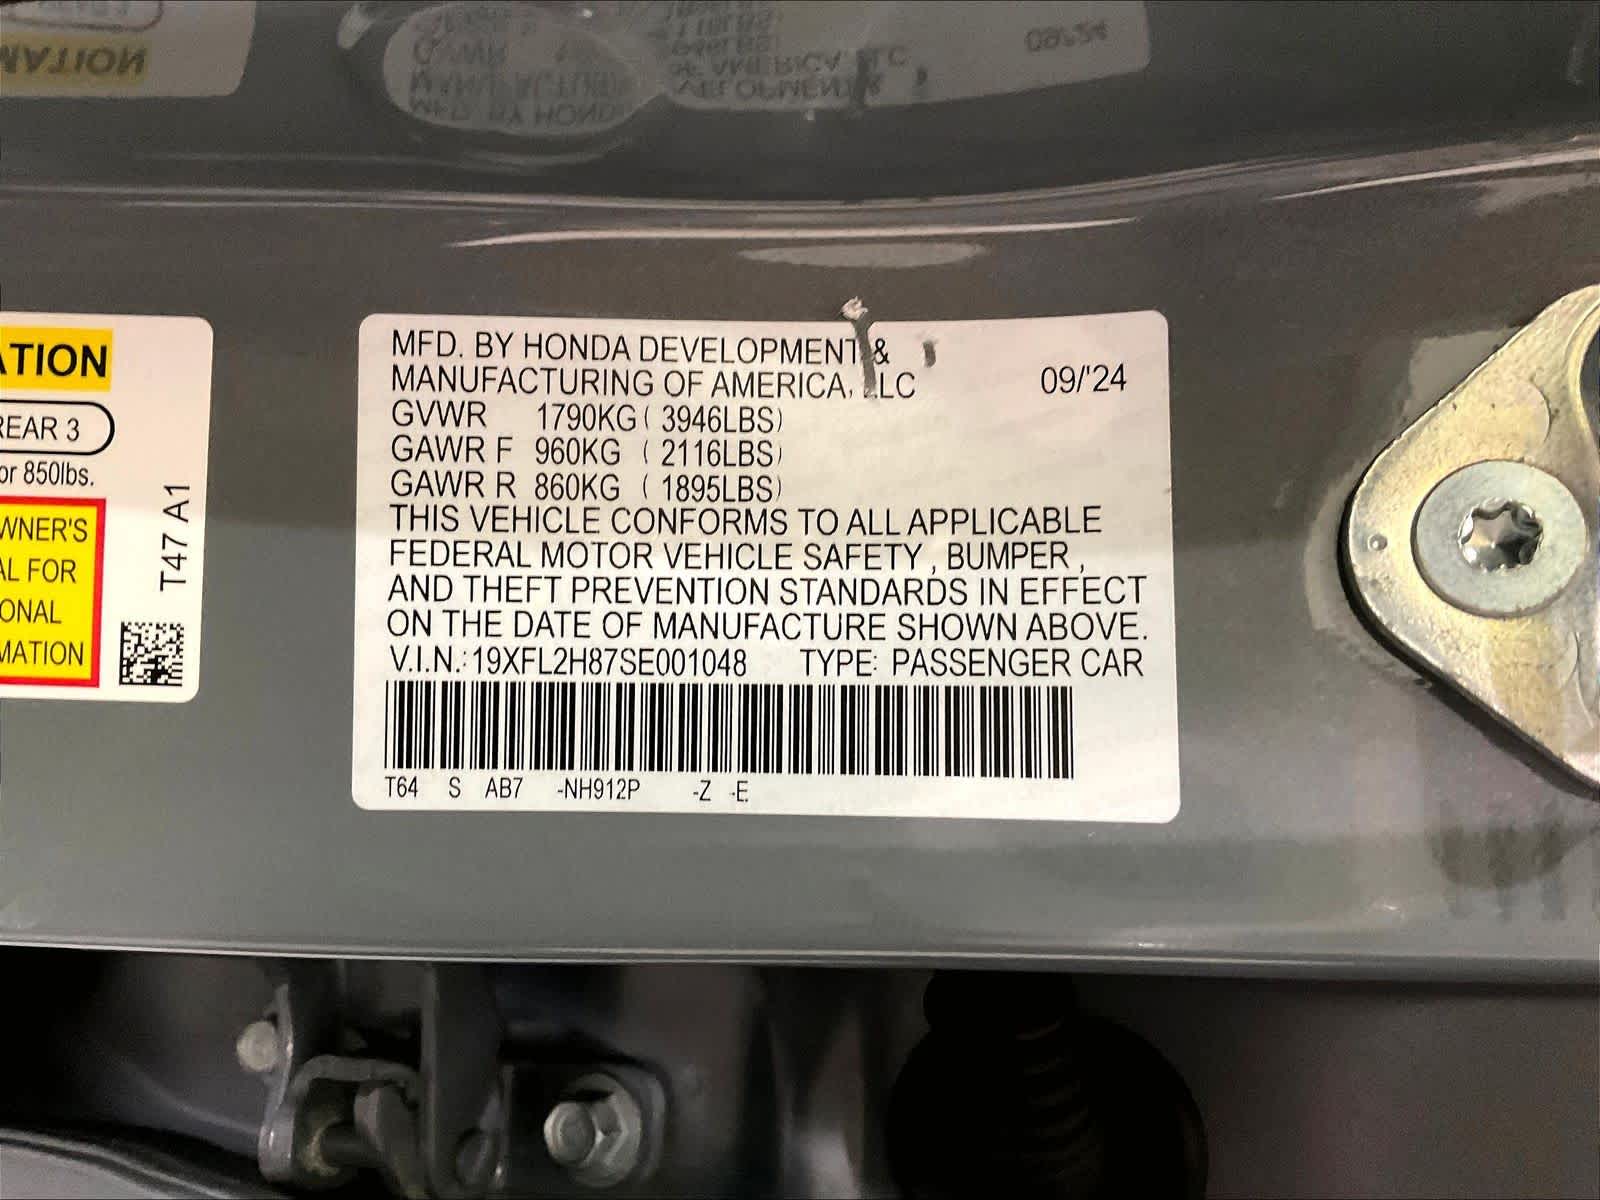 ATION
REAR 3
or 850lbs.
WNER'S
AL FOR
ONAL
MATION
T47 A1
MFD. BY HONDA DEVELOPMENT &
MANUFACTURING OF AMERICA, LLC 09/'24
GVWR 1790KG ( 3946LBS)
GAWR F 960KG ( 2116LBS)
GAWR R 860KG ( 1895LBS)
THIS VEHICLE CONFORMS TO ALL APPLICABLE
FEDERAL MOTOR VEHICLE SAFETY , BUMPER ,
AND THEFT PREVENTION STANDARDS IN EFFECT
ON THE DATE OF MANUFACTURE SHOWN ABOVE.
V.I.N.: 19XFL2H87SE001048 TYPE: PASSENGER CAR
T64 S AB7 -NH912P -Z -E